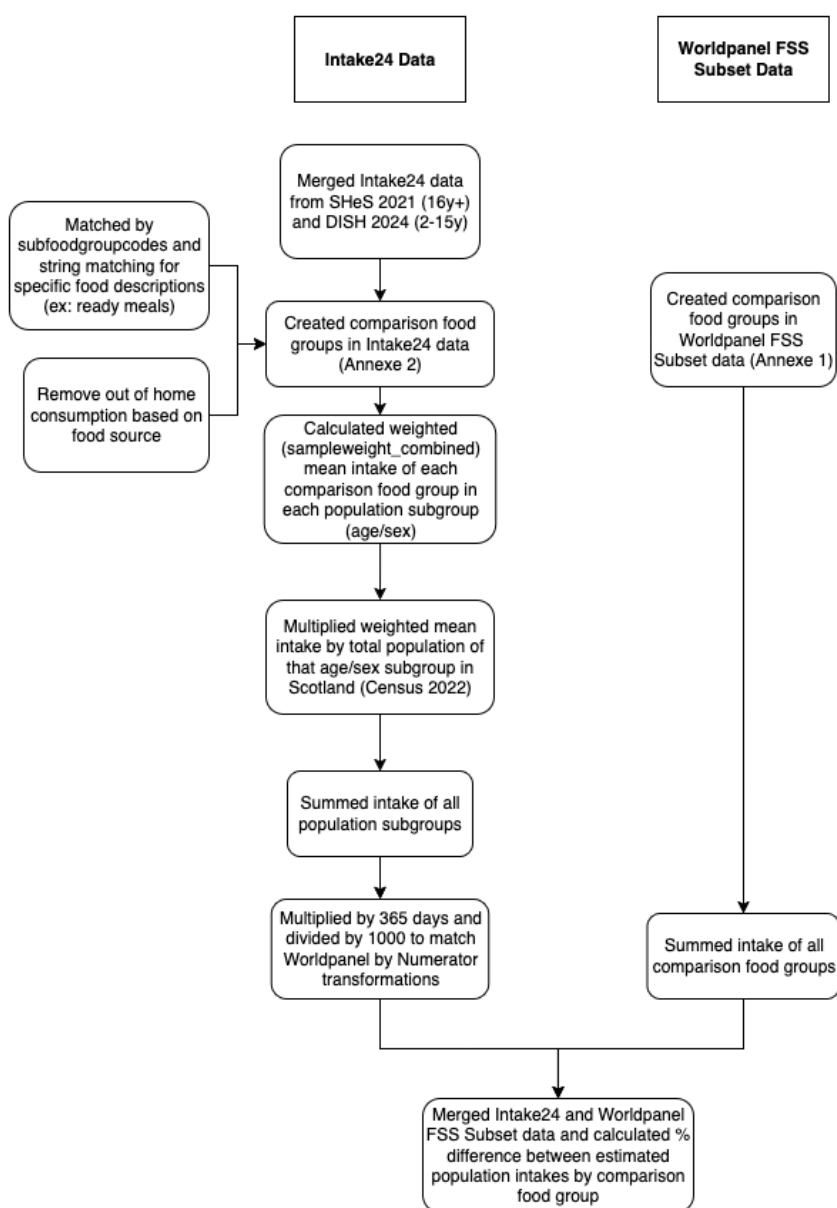 Intake24 Data
Worldpanel FSS
Subset Data
Merged Intake24 data
from SHeS 2021 (16y+)
and DISH 2024 (2-15y)
Matched by
subfoodgroupcodes and
string matching for
specific food descriptions
(ex: ready meals)
Created comparison food
groups in Intake24 data
(Annexe 2)
Created comparison
food groups in
Worldpanel FSS
Subset data (Annexe 1)
Remove out of home
consumption based on
food source
Calculated weighted
(sampleweight_combined)
mean intake of each
comparison food group in
each population subgroup
(age/sex)
Multiplied weighted mean
intake by total population of
that age/sex subgroup in
Scotland (Census 2022)
Summed intake of all
population subgroups
Multiplied by 365 days and
divided by 1000 to match
Worldpanel by Numerator
transformations
Summed intake of all
comparison food groups
Merged Intake24 and Worldpanel
FSS Subset data and calculated %
difference between estimated
population intakes by comparison
food group